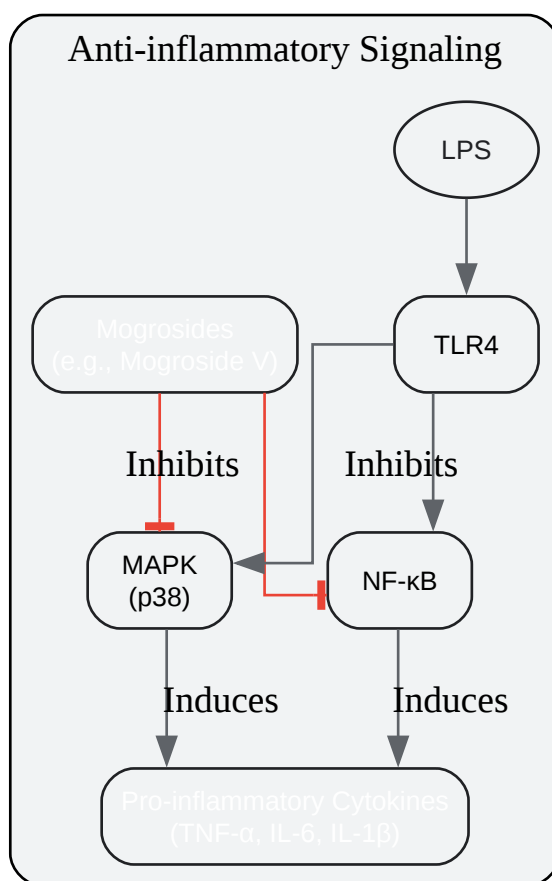 Anti-inflammatory Signaling
LPS
Mogrosides
(e.g., Mogroside V)
TLR4
Inhibits
Inhibits
MAPK
(p38)
NF-κB
Induces
Induces
Pro-inflammatory Cytokines
(TNF-α, IL-6, IL-1β)